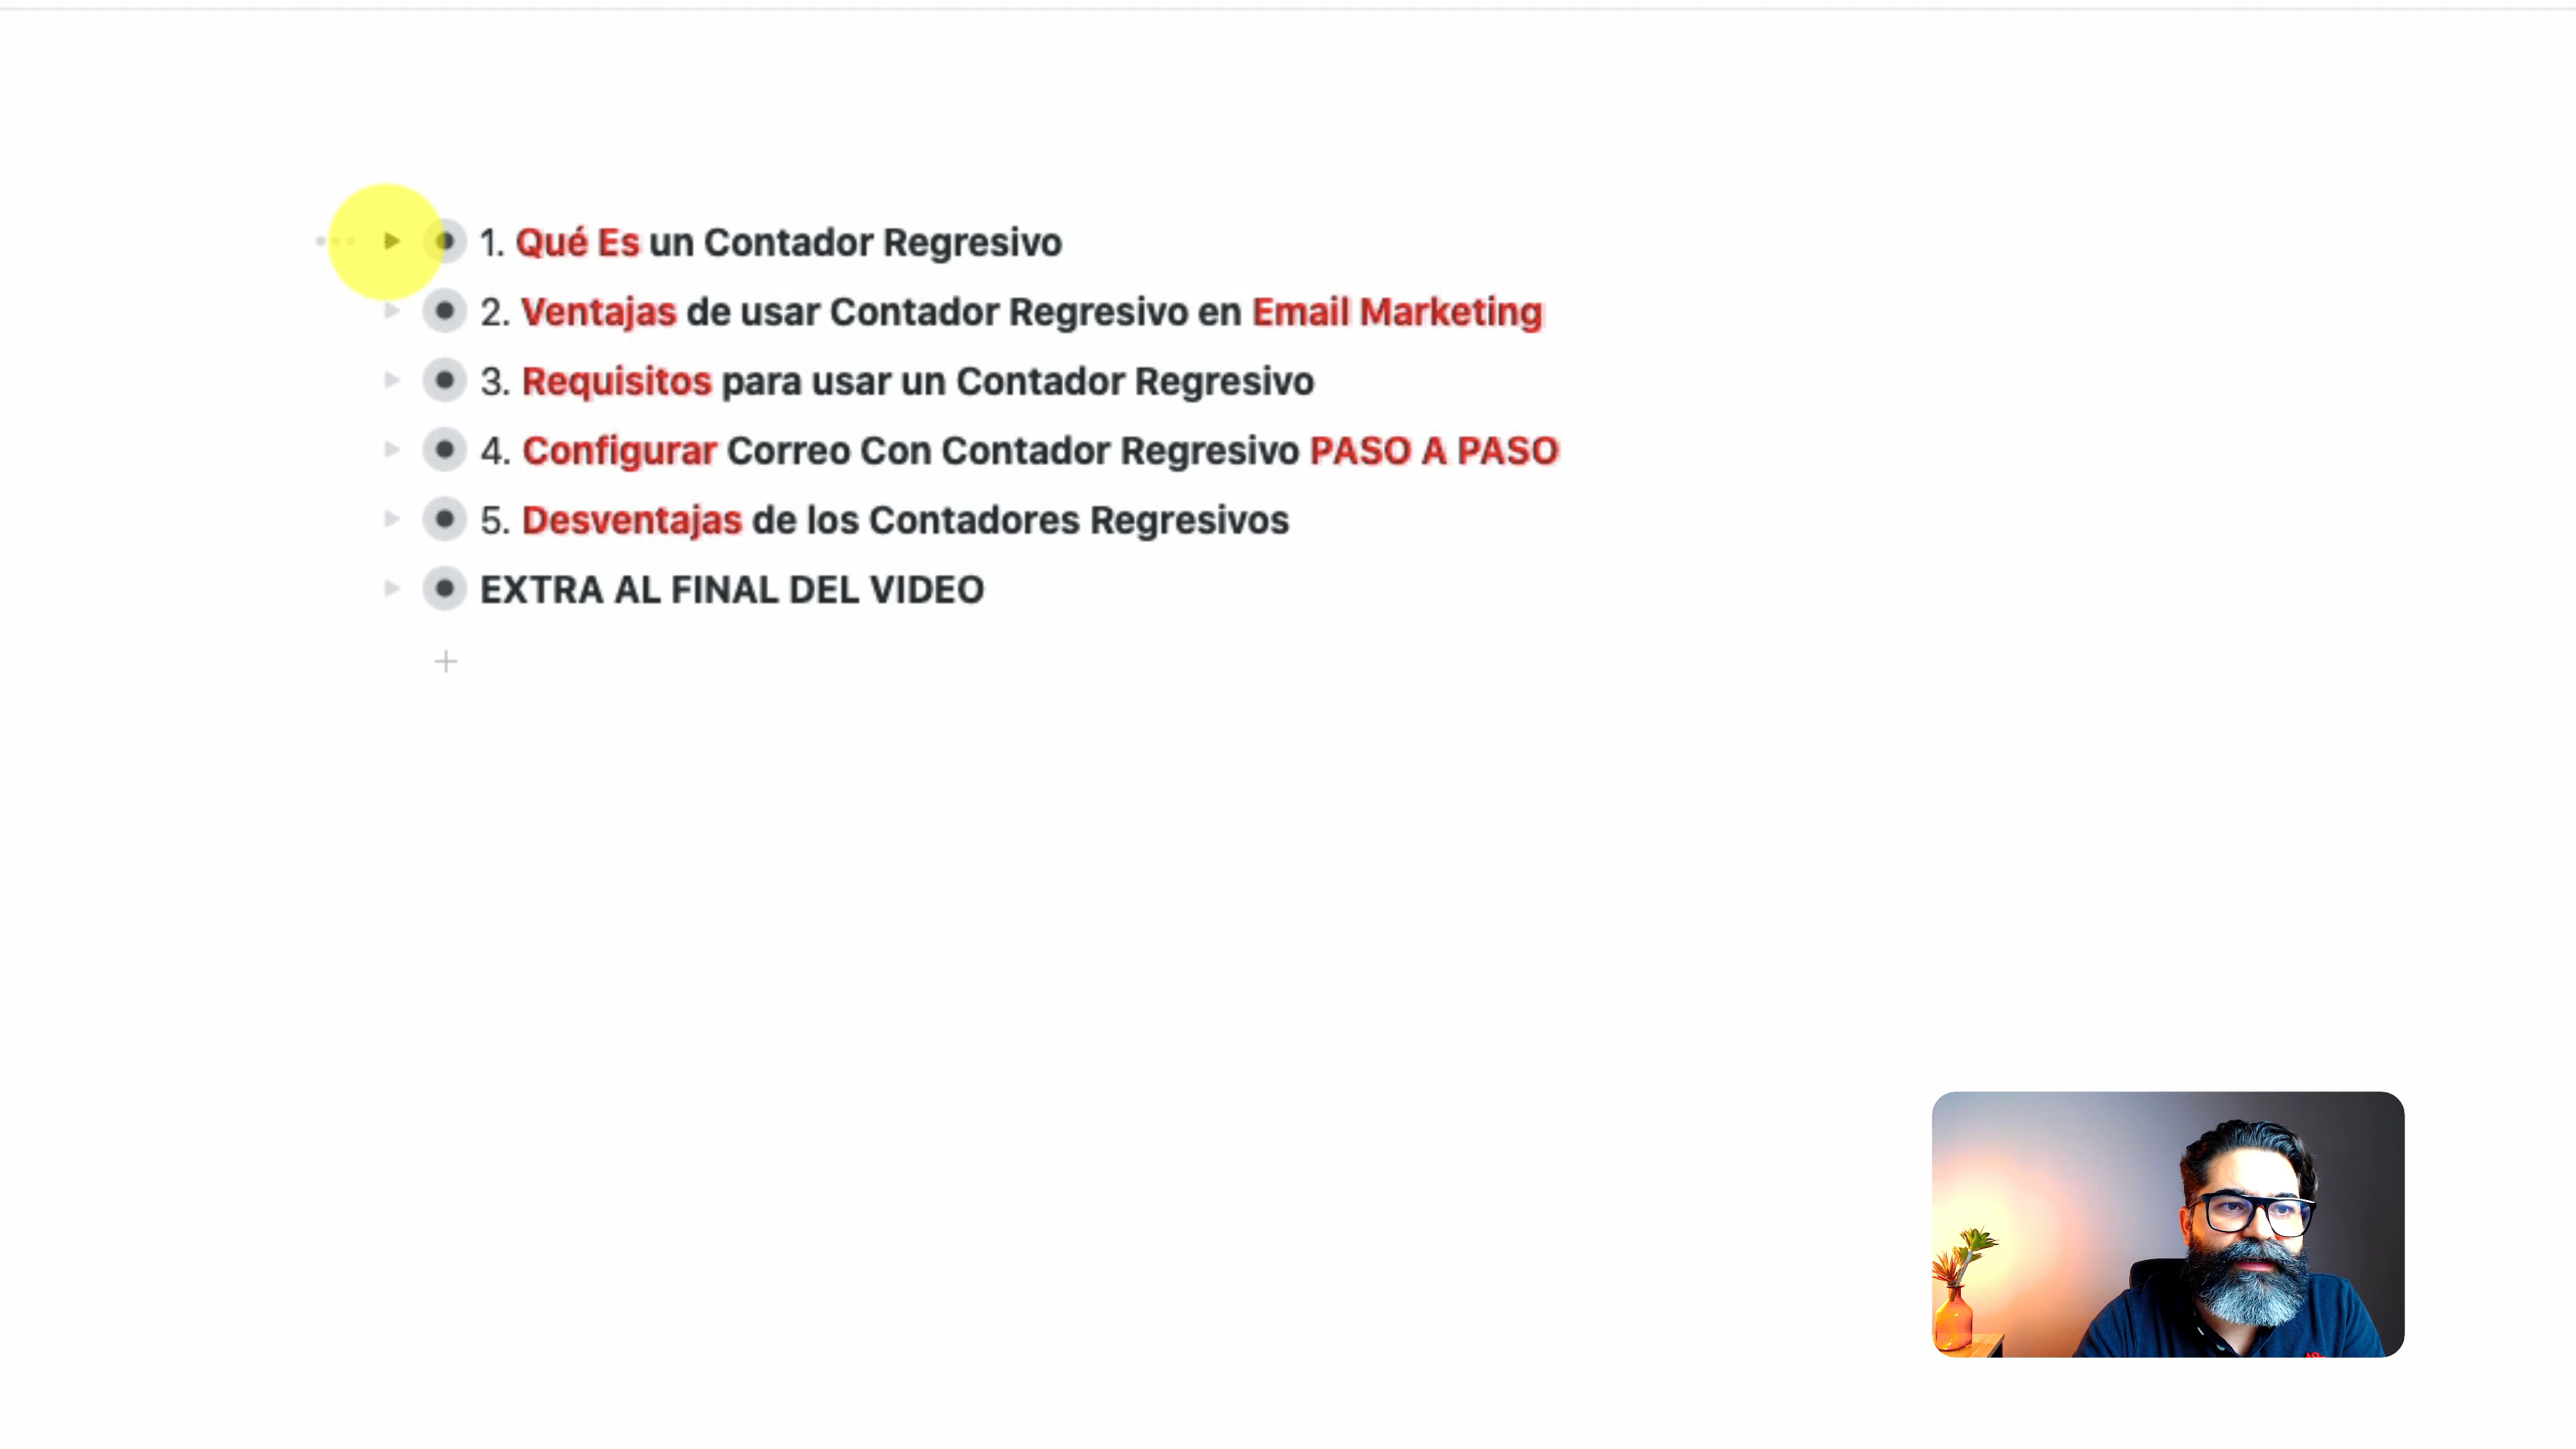 1. Qué Es un Contador Regresivo
2. Ventajas de usar Contador Regresivo en Email Marketing
3. Requisitos para usar un Contador Regresivo
4. Configurar Correo Con Contador Regresivo PASO A PASO
5. Desventajas de los Contadores Regresivos
EXTRA AL FINAL DEL VIDEO